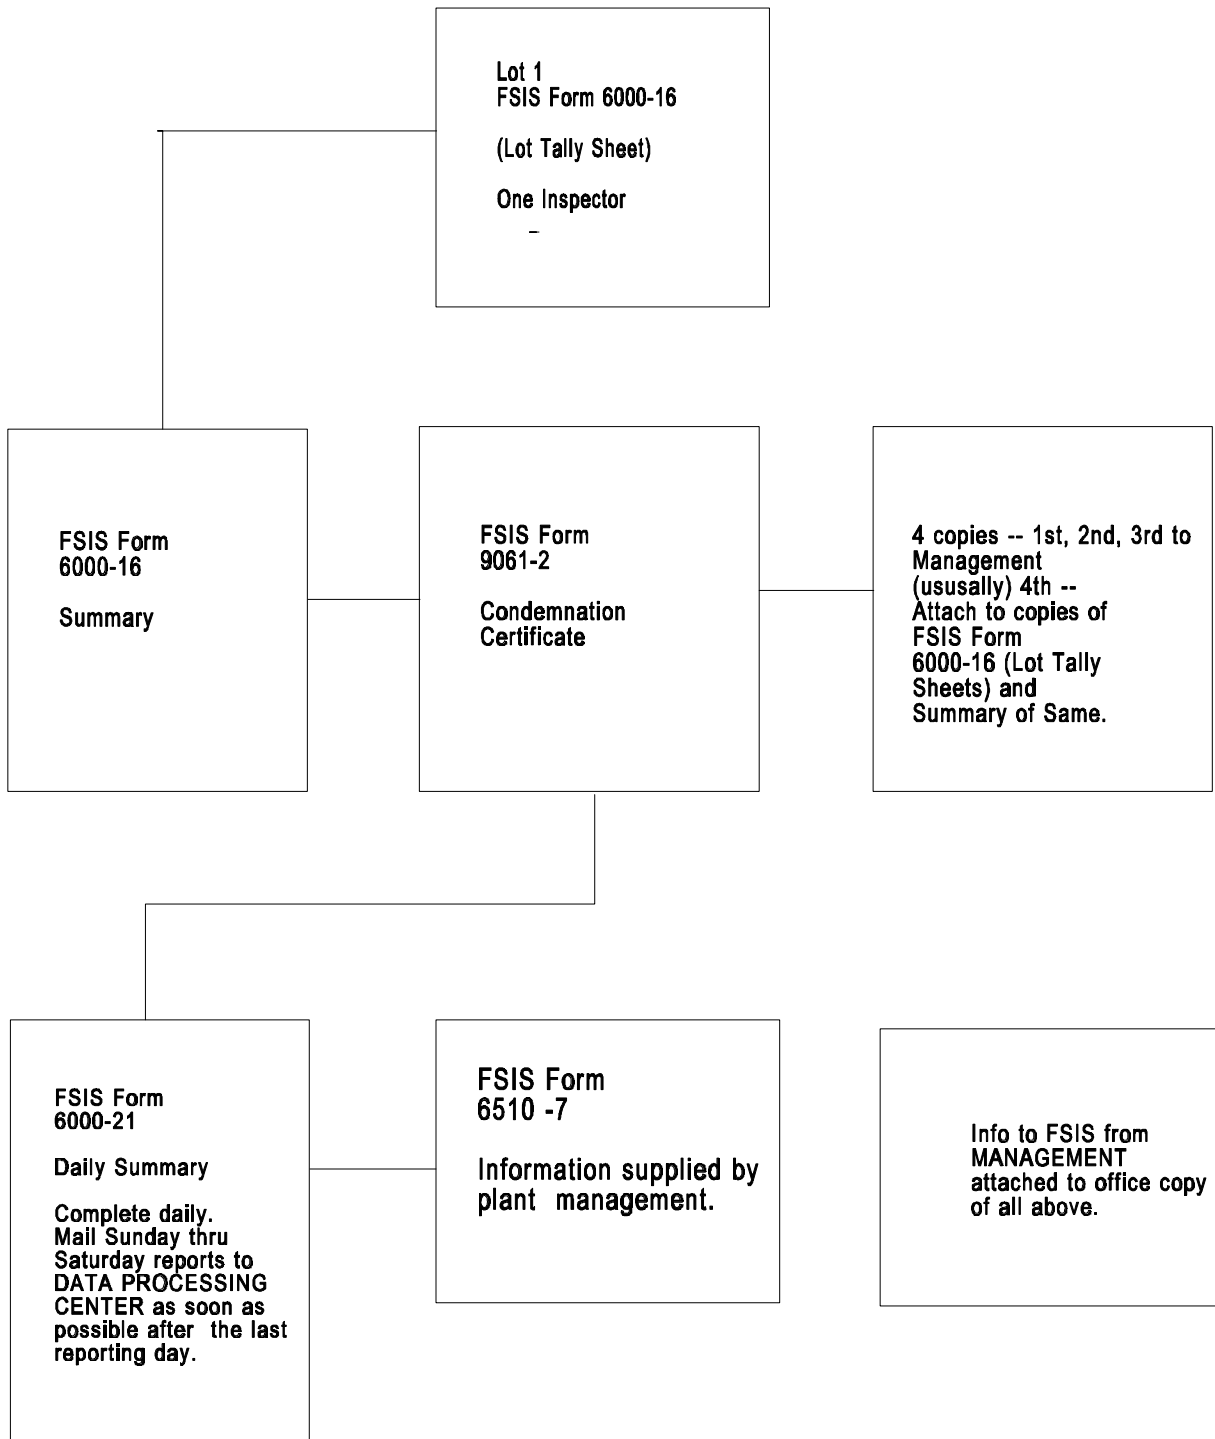 Lot 1
FSIS Form 6000-16
(Lot Tally Sheet)
One Inspector
FSIS Form
6000-16
Summary
FSIS Form
9061-2
Condemnation
Certificate
4 copies -- 1st, 2nd, 3rd to
Management
(ususally) 4th --
Attach to copies of
FSIS Form
6000-16 (Lot Tally
Sheets) and
Summary of Same.
FSIS Form
6000-21
Daily Summary
Complete daily.
Mail Sunday thru
Saturday reports to
DATA PROCESSING
CENTER as soon as
possible after the last
reporting day.
FSIS Form
6510 -7
Information supplied by
plant management.
Info to FSIS from
MANAGEMENT
attached to office copy
of all above.